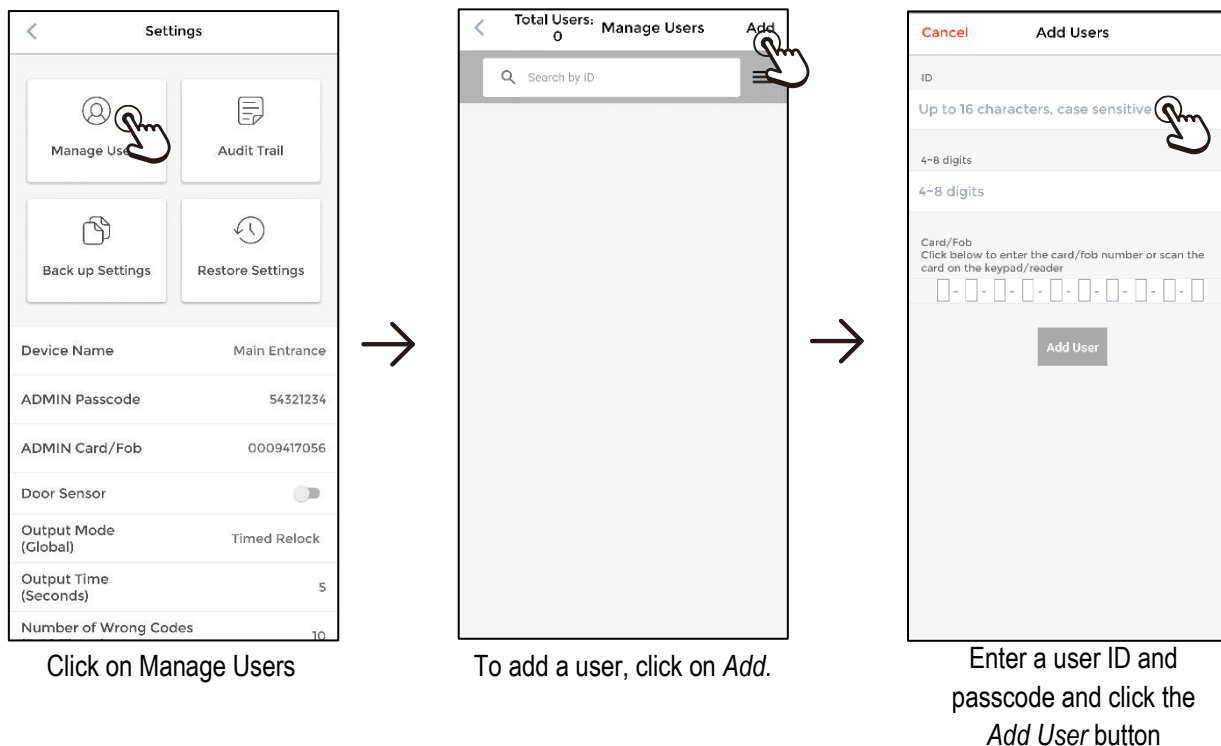 Settings
Manage Use
Audit Trail
Back up Settings
Restore Settings
Device Name Main Entrance
ADMIN Passcode 54321234
ADMIN Card/Fob 0009417056
Door Sensor
Output Mode
(Global) Timed Relock
Output Time
(Seconds) 5
Number of Wrong Codes
10
Click on Manage Users
Total Users:
0
Manage Users
Add
Search by ID
To add a user, click on Add.
Cancel Add Users
ID
Up to 16 characters, case sensitive
4~8 digits
4~8 digits
Card/Fob
Click below to enter the card/fob number or scan the
card on the keypad/reader
- - - - - - - - -
Add User
Enter a user ID and
passcode and click the
Add User button